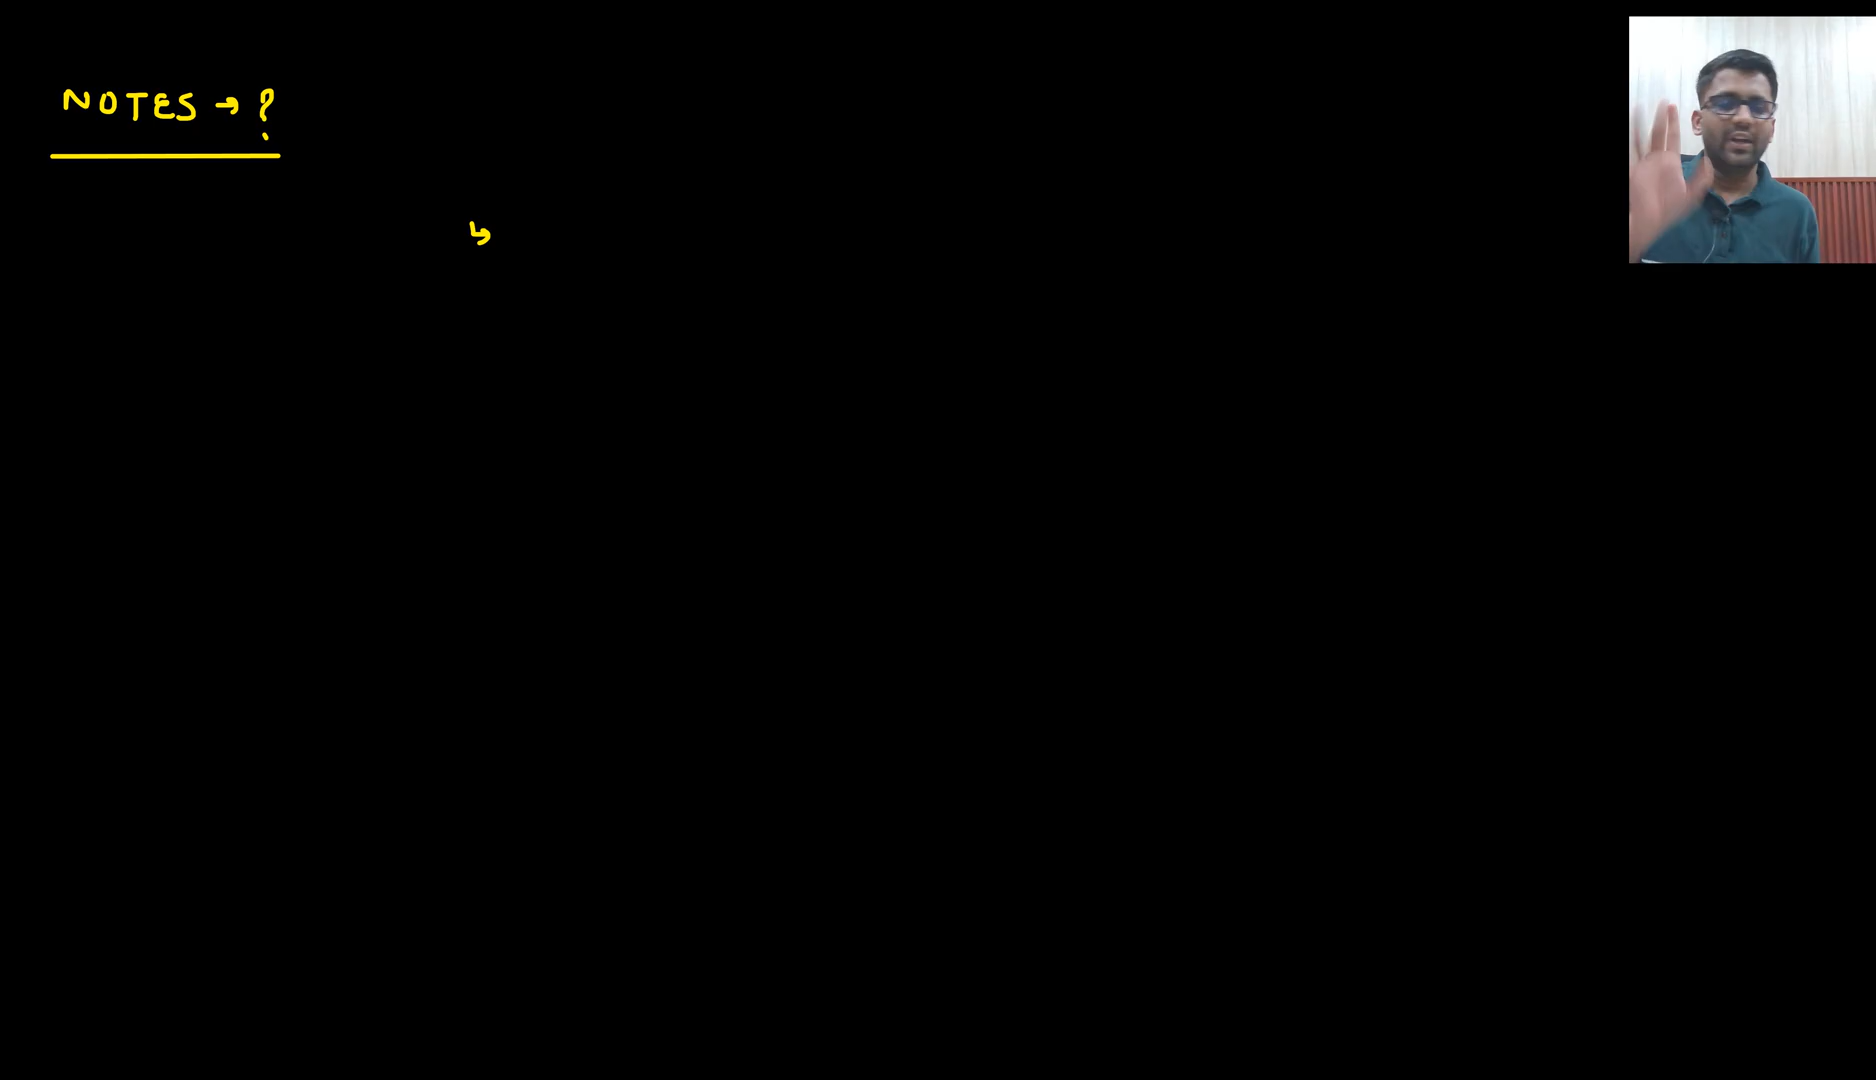 NOTES → ?
↳